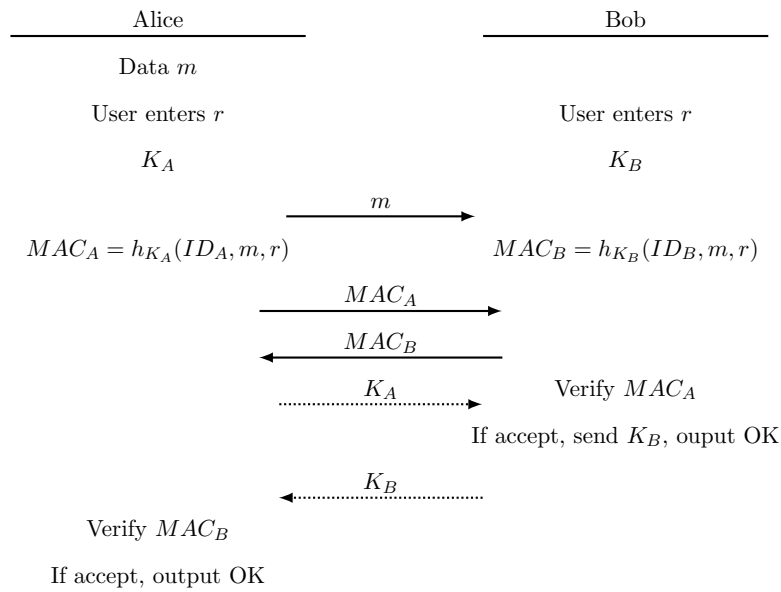 Alice Bob
Data m
User enters r User enters r
K_A K_B
m
MAC_A = h_{K_A}(ID_A, m, r) MAC_B = h_{K_B}(ID_B, m, r)
MAC_A
MAC_B
K_A Verify MAC_A
If accept, send K_B, ouput OK
K_B
Verify MAC_B
If accept, output OK